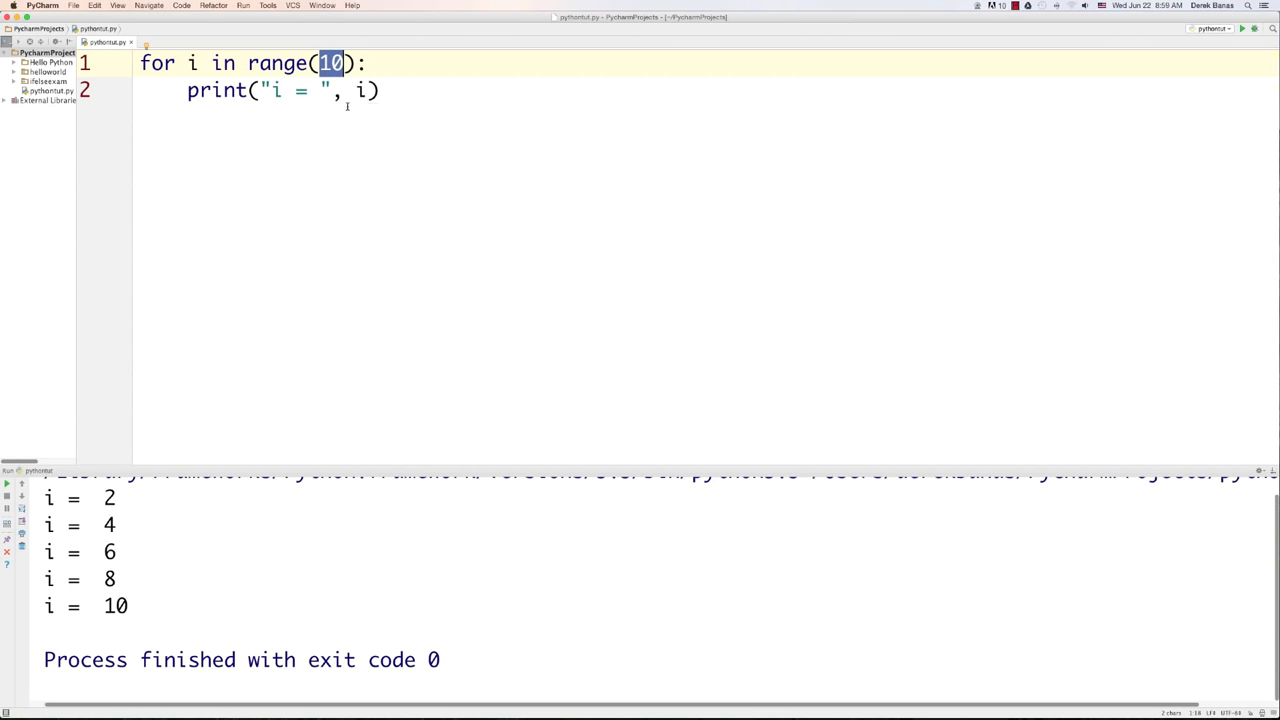 PyCharm File Edit View Navigate Code Refactor Run Tools VCS Window Help 10 Wed Jun 22 8:59 AM Derek Banas
pythontut.py - PycharmProjects - [~/PycharmProjects]
PycharmProjects pythontut.py pythontut
pythontut.py
PycharmProject
Hello Python
helloworld
ifelseexam
pythontut.py
External Librarie
1 for i in range(10):
2 print("i = ", i)
Run pythontut
i = 2
i = 4
i = 6
i = 8
i = 10
Process finished with exit code 0
2 chars 1:18 LF÷ UTF-8÷